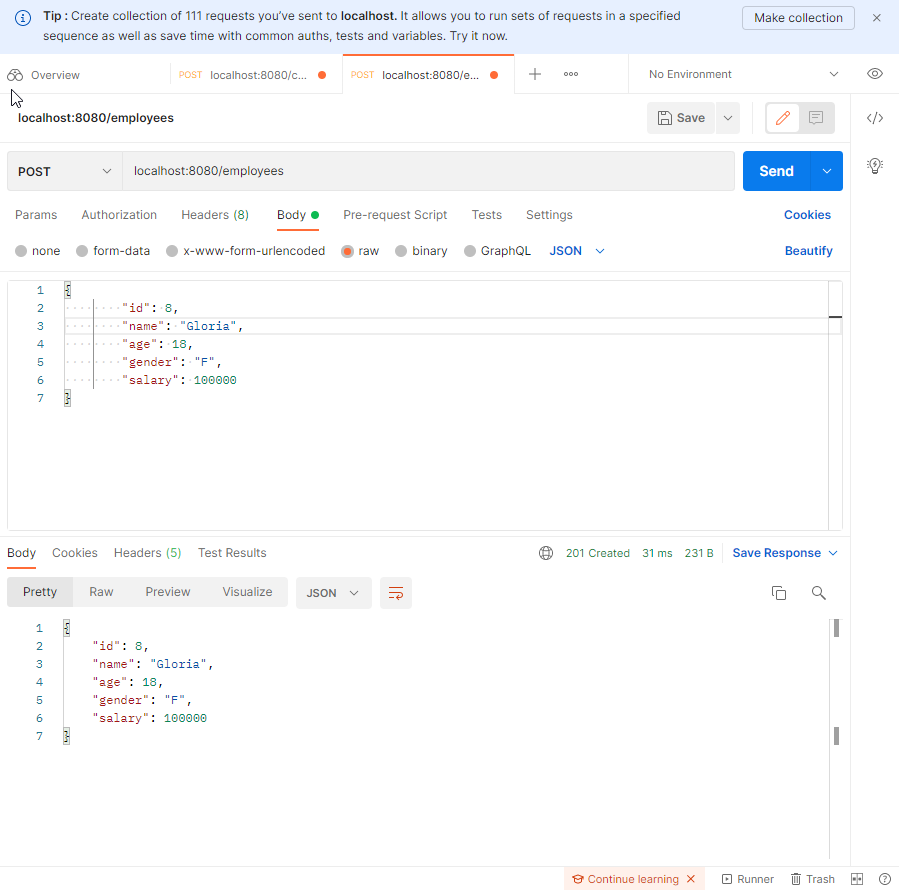 Tip : Create collection of 111 requests you've sent to localhost. It allows you to run sets of requests in a specified
sequence as well as save time with common auths, tests and variables. Try it now.
Make collection
Overview
POST localhost:8080/c...
POST localhost:8080/e...
No Environment
localhost:8080/employees
Save
POST
localhost:8080/employees
Send
Params Authorization Headers (8) Body Pre-request Script Tests Settings Cookies
none form-data x-www-form-urlencoded raw binary GraphQL JSON Beautify
1 {
2 "id": 8,
3 "name": "Gloria",
4 "age": 18,
5 "gender": "F",
6 "salary": 100000
7 }
Body Cookies Headers (5) Test Results 201 Created 31 ms 231 B Save Response
Pretty Raw Preview Visualize JSON
1 {
2 "id": 8,
3 "name": "Gloria",
4 "age": 18,
5 "gender": "F",
6 "salary": 100000
7 }
Continue learning Runner Trash